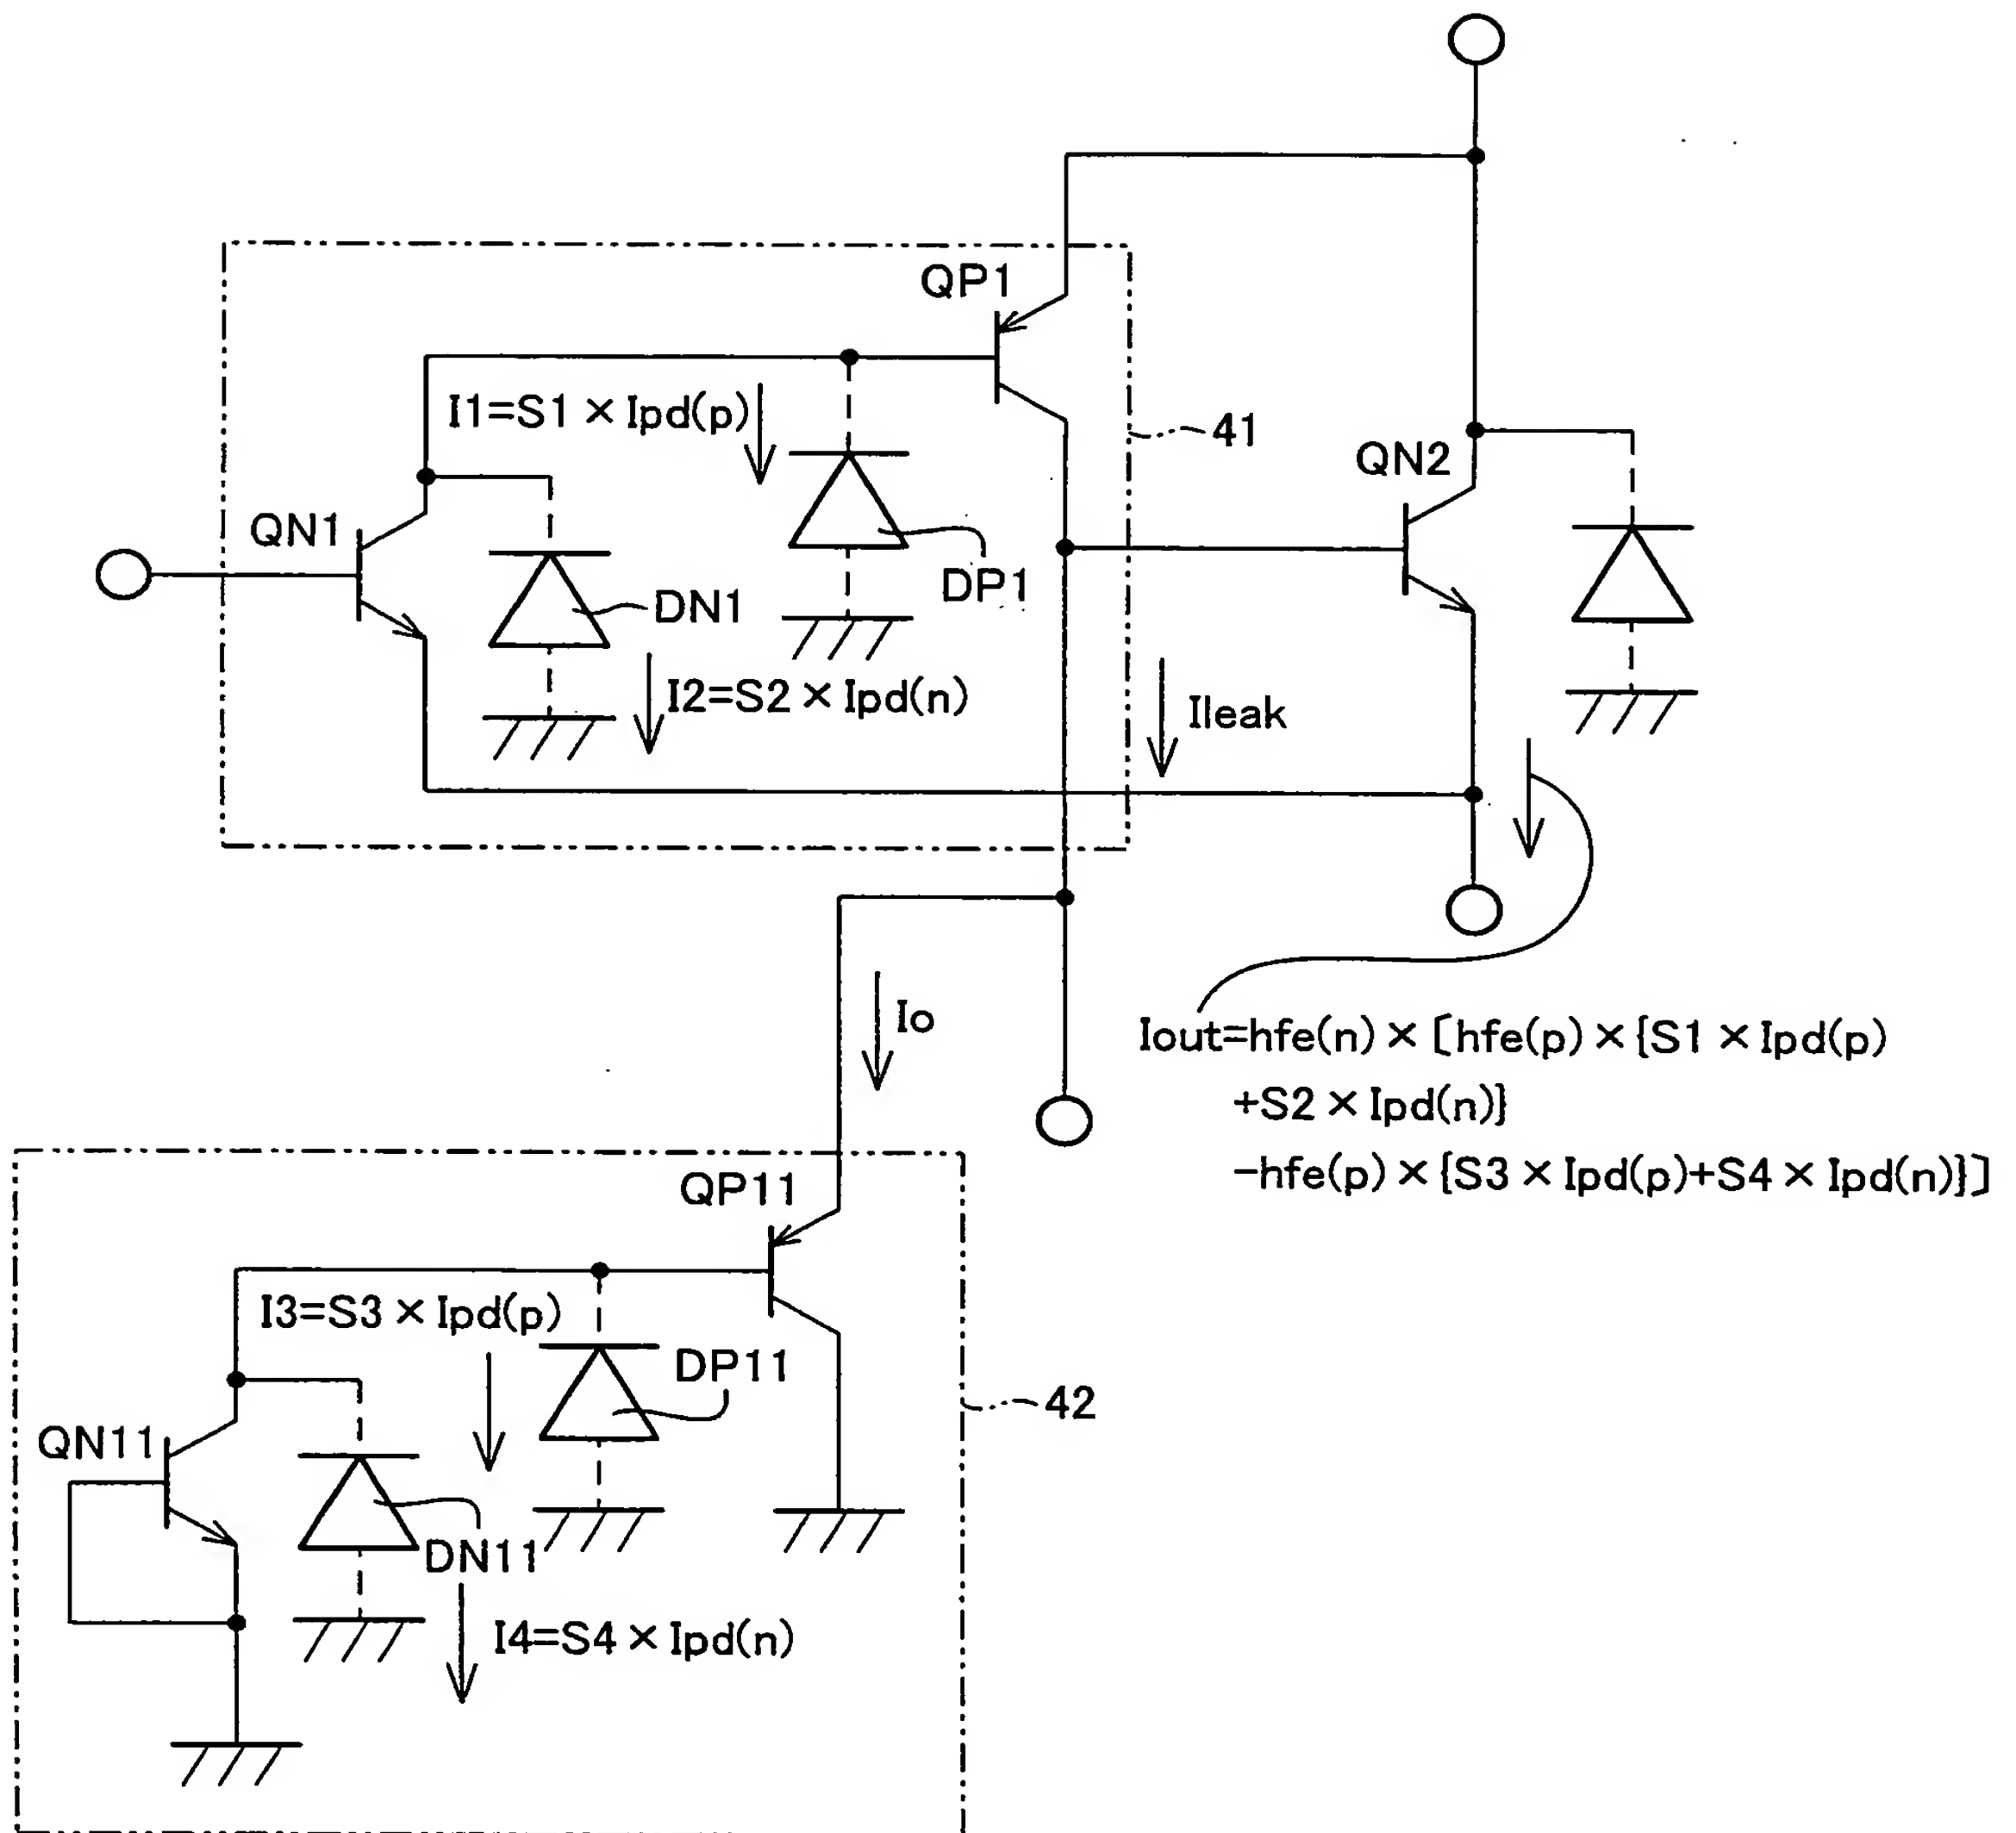 QP1
I1=S1×Ipd(p)
41
QN2
QN1
DP1
DN1
I2=S2×Ipd(n)
Ileak
Io
Iout=hfe(n)×[hfe(p)×{S1×Ipd(p)
+S2×Ipd(n)}
-hfe(p)×{S3×Ipd(p)+S4×Ipd(n)}]
QP11
I3=S3×Ipd(p)
DP11
42
QN11
DN11
I4=S4×Ipd(n)